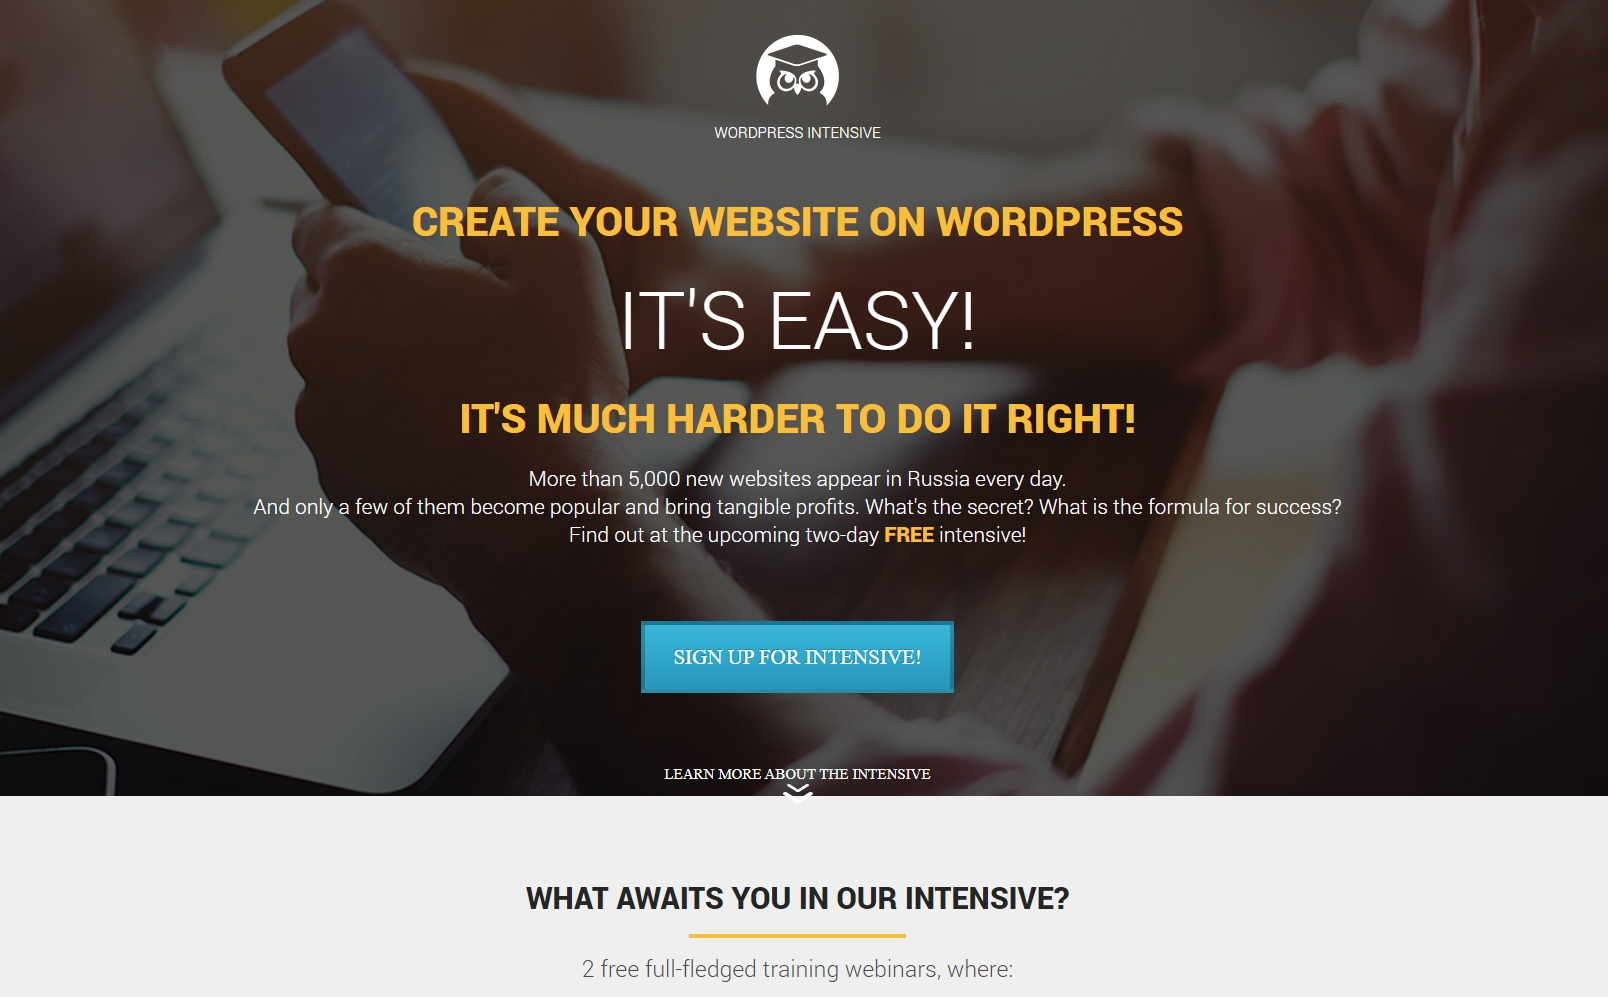 WORDPRESS INTENSIVE
CREATE YOUR WEBSITE ON WORDPRESS
IT'S EASY!
IT'S MUCH HARDER TO DO IT RIGHT!
More than 5,000 new websites appear in Russia every day.
And only a few of them become popular and bring tangible profits. What's the secret? What is the formula for success?
Find out at the upcoming two-day FREE intensive!
SIGN UP FOR INTENSIVE!
LEARN MORE ABOUT THE INTENSIVE
WHAT AWAITS YOU IN OUR INTENSIVE?
2 free full-fledged training webinars, where: